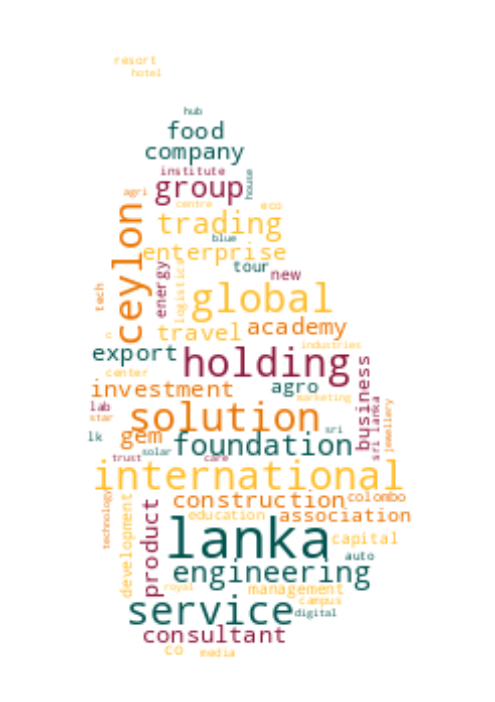 resort
hotel
hub
food
company
institute
group
house
agri
centre
eco
ceylon
trading
blue
enterprise
tour
new
energy
logistics
tech
global
travel
academy
c
industries
export
holding
center
investment
agro
business
marketing
lab
star
solution
sri
sri lanka
jewellery
lk
gem
foundation
solar
trust
care
international
technology
development
product
construction
colombo
education
association
lanka
capital
auto
engineering
royal
management
campus
service
digital
consultant
co
media